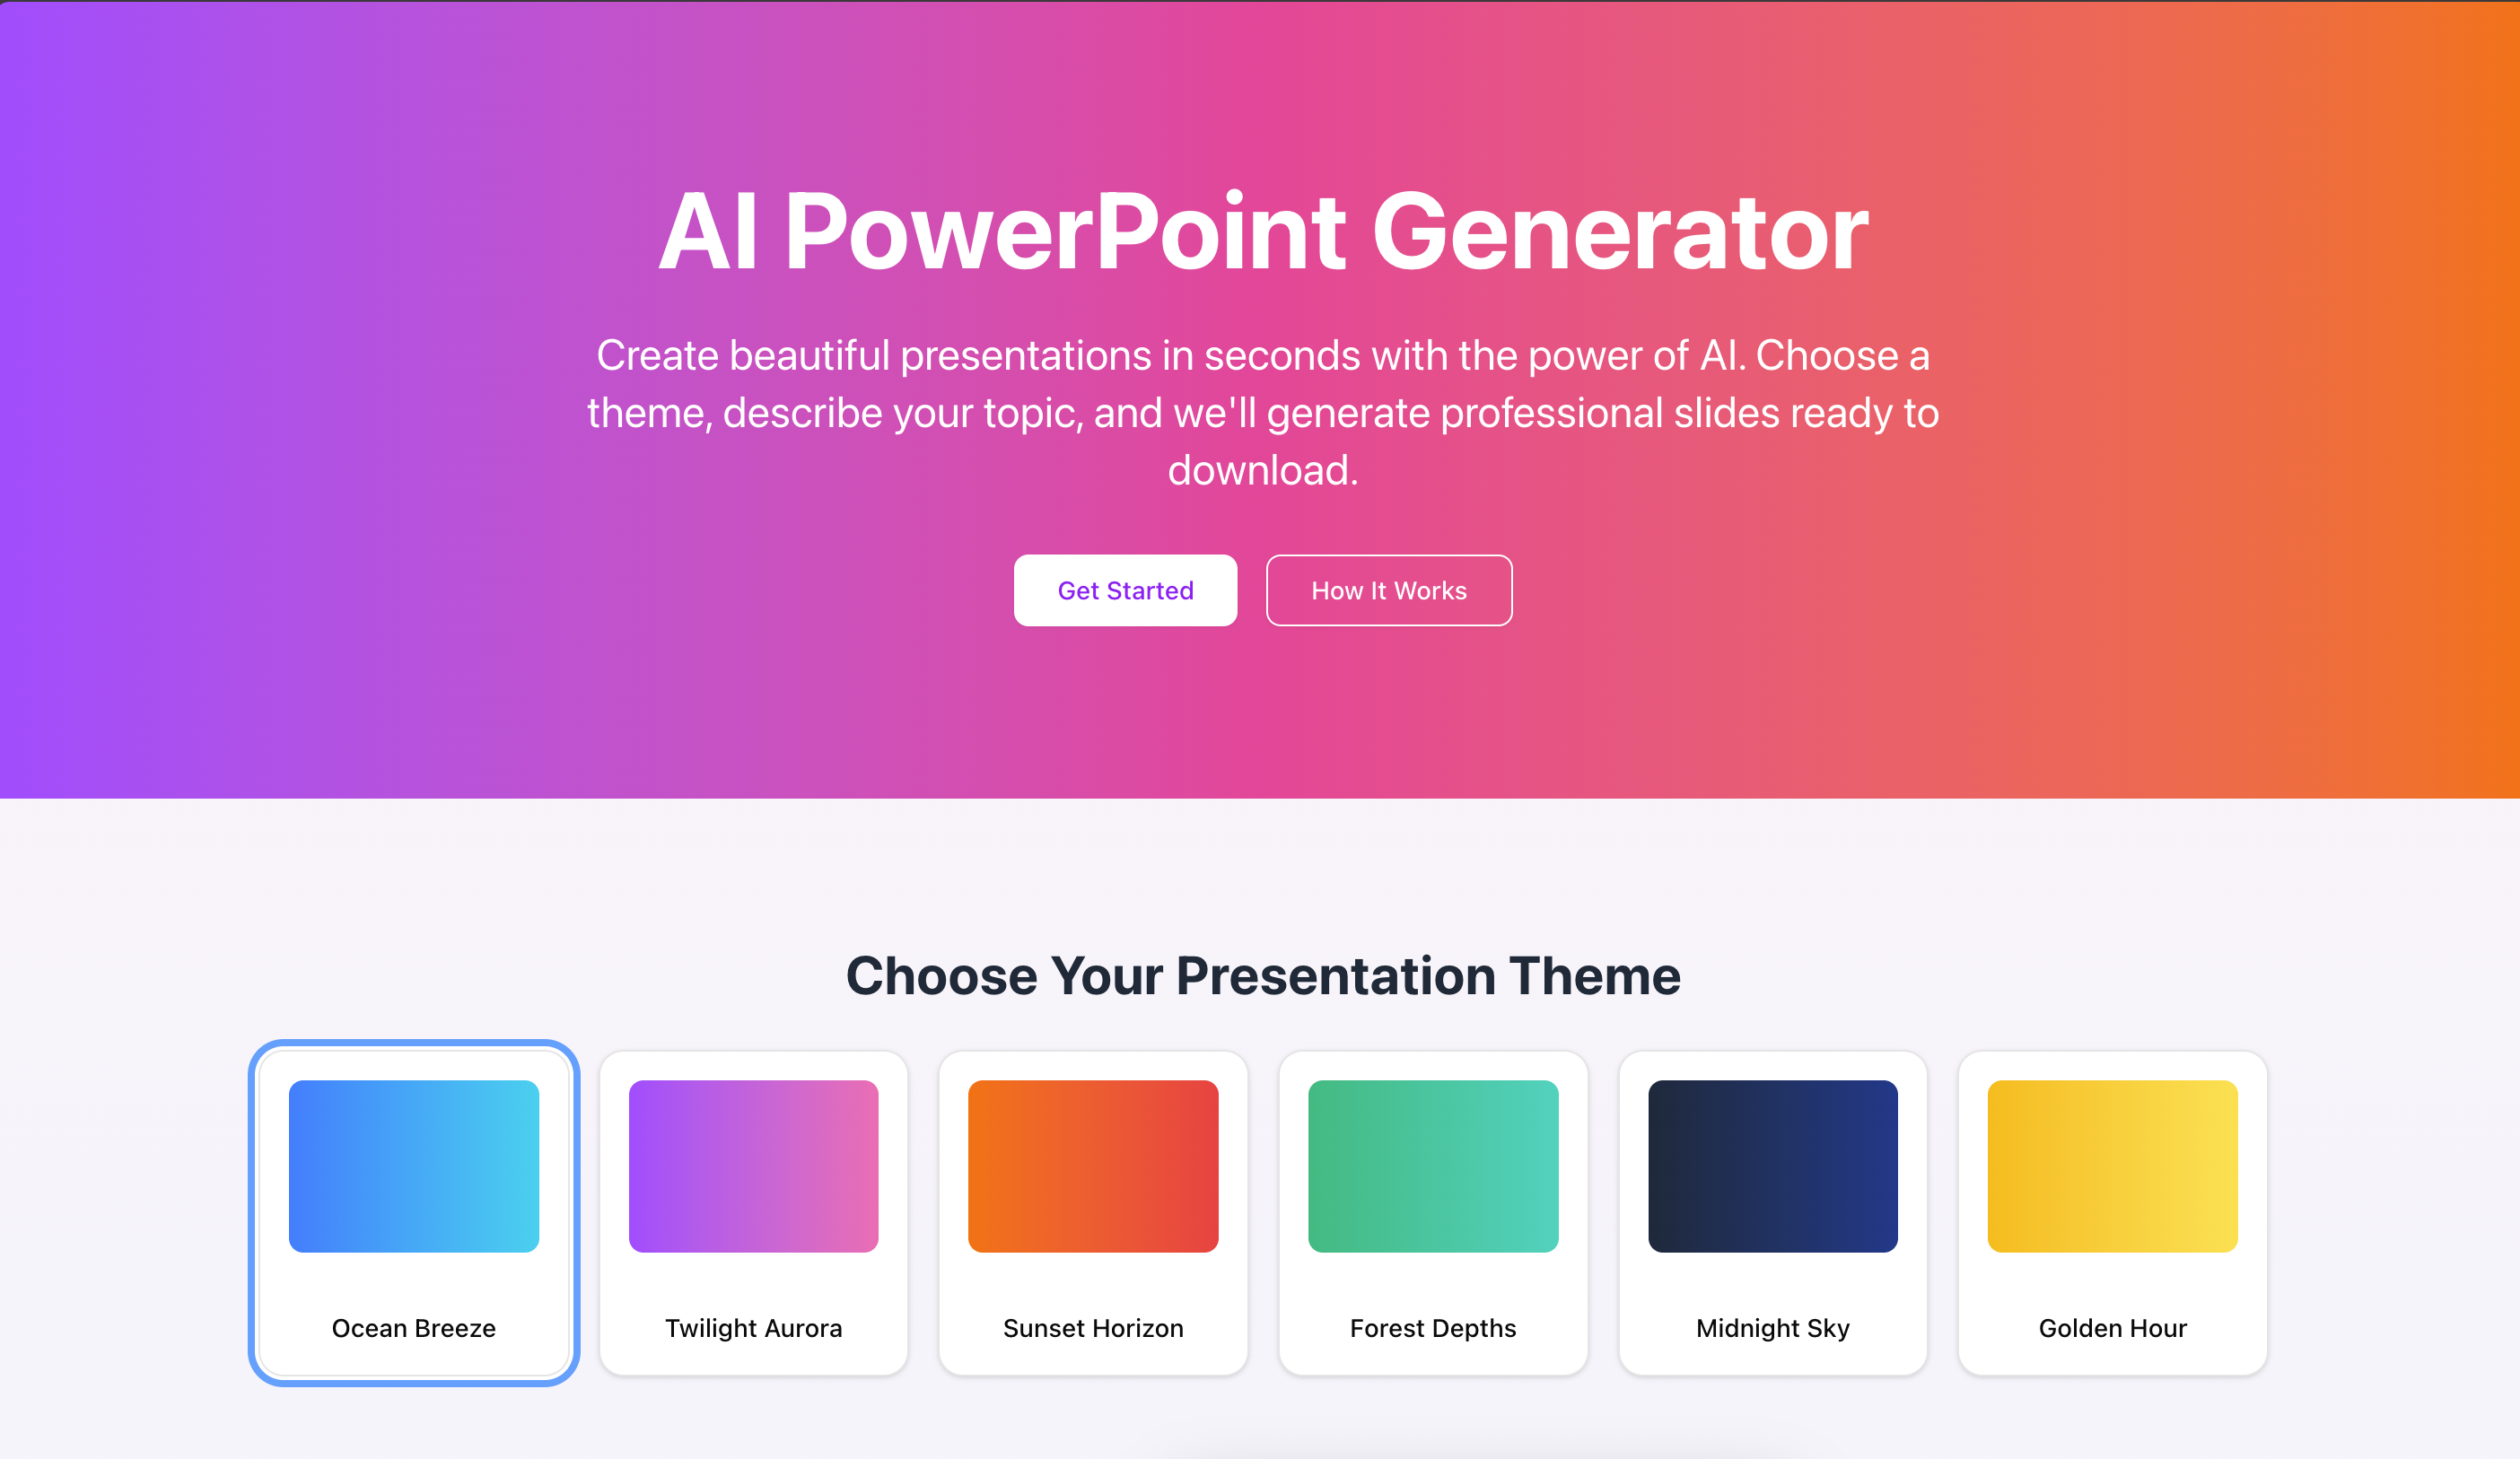 AI PowerPoint Generator
Create beautiful presentations in seconds with the power of AI. Choose a
theme, describe your topic, and we'll generate professional slides ready to
download.
Get Started
How It Works
Choose Your Presentation Theme
Ocean Breeze
Twilight Aurora
Sunset Horizon
Forest Depths
Midnight Sky
Golden Hour